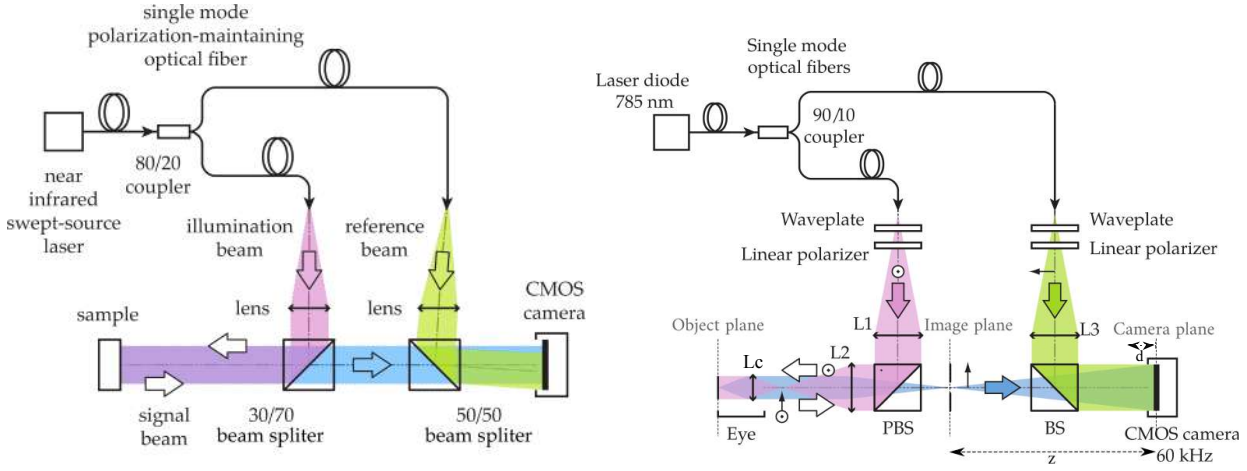 single mode
polarization-maintaining
optical fiber
80/20
coupler
near
infrared
swept-source
laser
illumination
beam
reference
beam
lens
lens
CMOS
camera
sample
signal
beam
30/70
beam spliter
50/50
beam spliter
Single mode
optical fibers
Laser diode
785 nm
90/10
coupler
Waveplate
Linear polarizer
Waveplate
Linear polarizer
L1
Image plane
L3
Object plane
Camera plane
L2
d
Lc
Eye
PBS
BS
CMOS camera
60 kHz
z